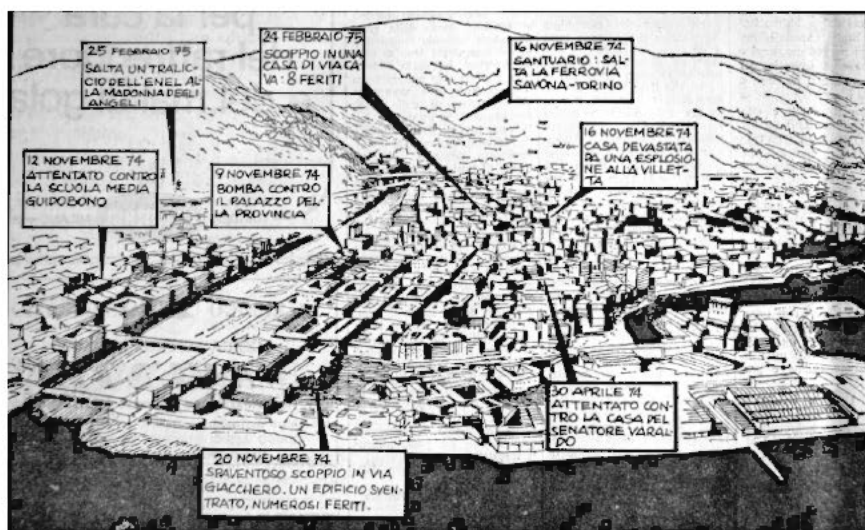 25 FEBBRAIO 75
SALTA UN TRALIC-
CIO DELL'ENEL AL-
LA MADONNA DEGLI
ANGELI
24 FEBBRAIO 75
SCOPPIO IN UNA
CASA DI VIA CA-
VA: 8 FERITI
16 NOVEMBRE 74
SANTUARIO: SAL-
TA LA FERROVIA
SAVONA-TORINO
12 NOVEMBRE 74
ATTENTATO CONTRO
LA SCUOLA MEDIA
GUIDOBONO
9 NOVEMBRE 74
BOMBA CONTRO
IL PALAZZO DEL-
LA PROVINCIA
16 NOVEMBRE 74
CASA DEVASTATA
DA UNA ESPLOSIO-
NE ALLA VILLET-
TA
30 APRILE 74
ATTENTATO CON-
TRO LA CASA DEL
SENATORE VARAL-
DO
20 NOVEMBRE 74
SPAVENTOSO SCOPPIO IN VIA
GIACCHERO. UN EDIFICIO SVEN-
TRATO, NUMEROSI FERITI.